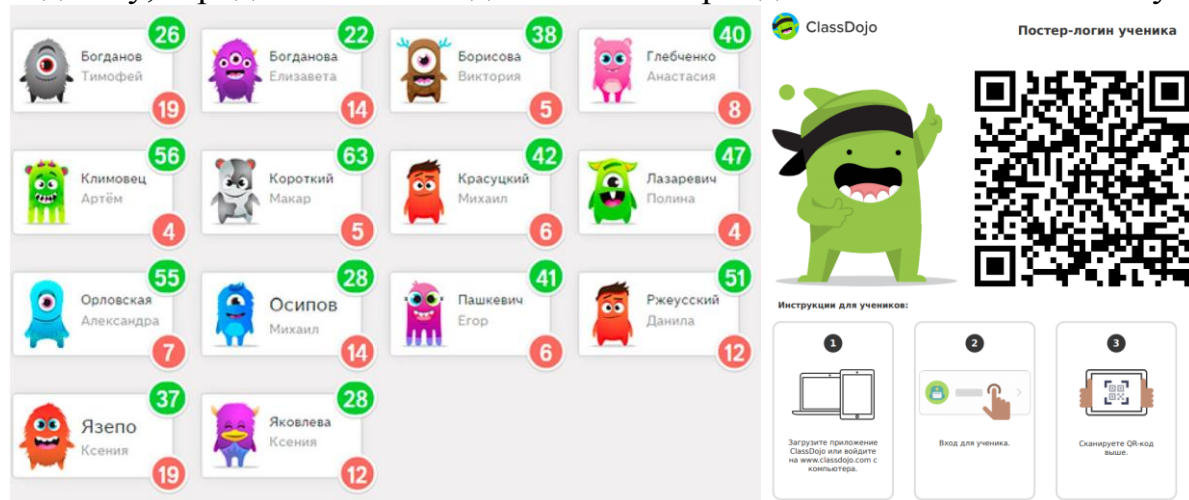 26
Богданов
Тимофей
19
22
Богданова
Елизавета
14
38
Борисова
Виктория
5
40
Глебченко
Анастасия
8
56
Климовец
Артём
4
63
Короткий
Макар
5
42
Красуцкий
Михаил
6
47
Лазаревич
Полина
4
55
Орловская
Александра
7
28
Осипов
Михаил
14
41
Пашкевич
Егор
6
51
Ржеусский
Данила
12
37
Язепо
Ксения
19
28
Яковлева
Ксения
12
ClassDojo
Постер-логин ученика
Инструкции для учеников:
1
Загрузите приложение
ClassDojo или войдите
на www.classdojo.com с
компьютера.
2
Вход для ученика.
3
Сканируете QR-код
выше.